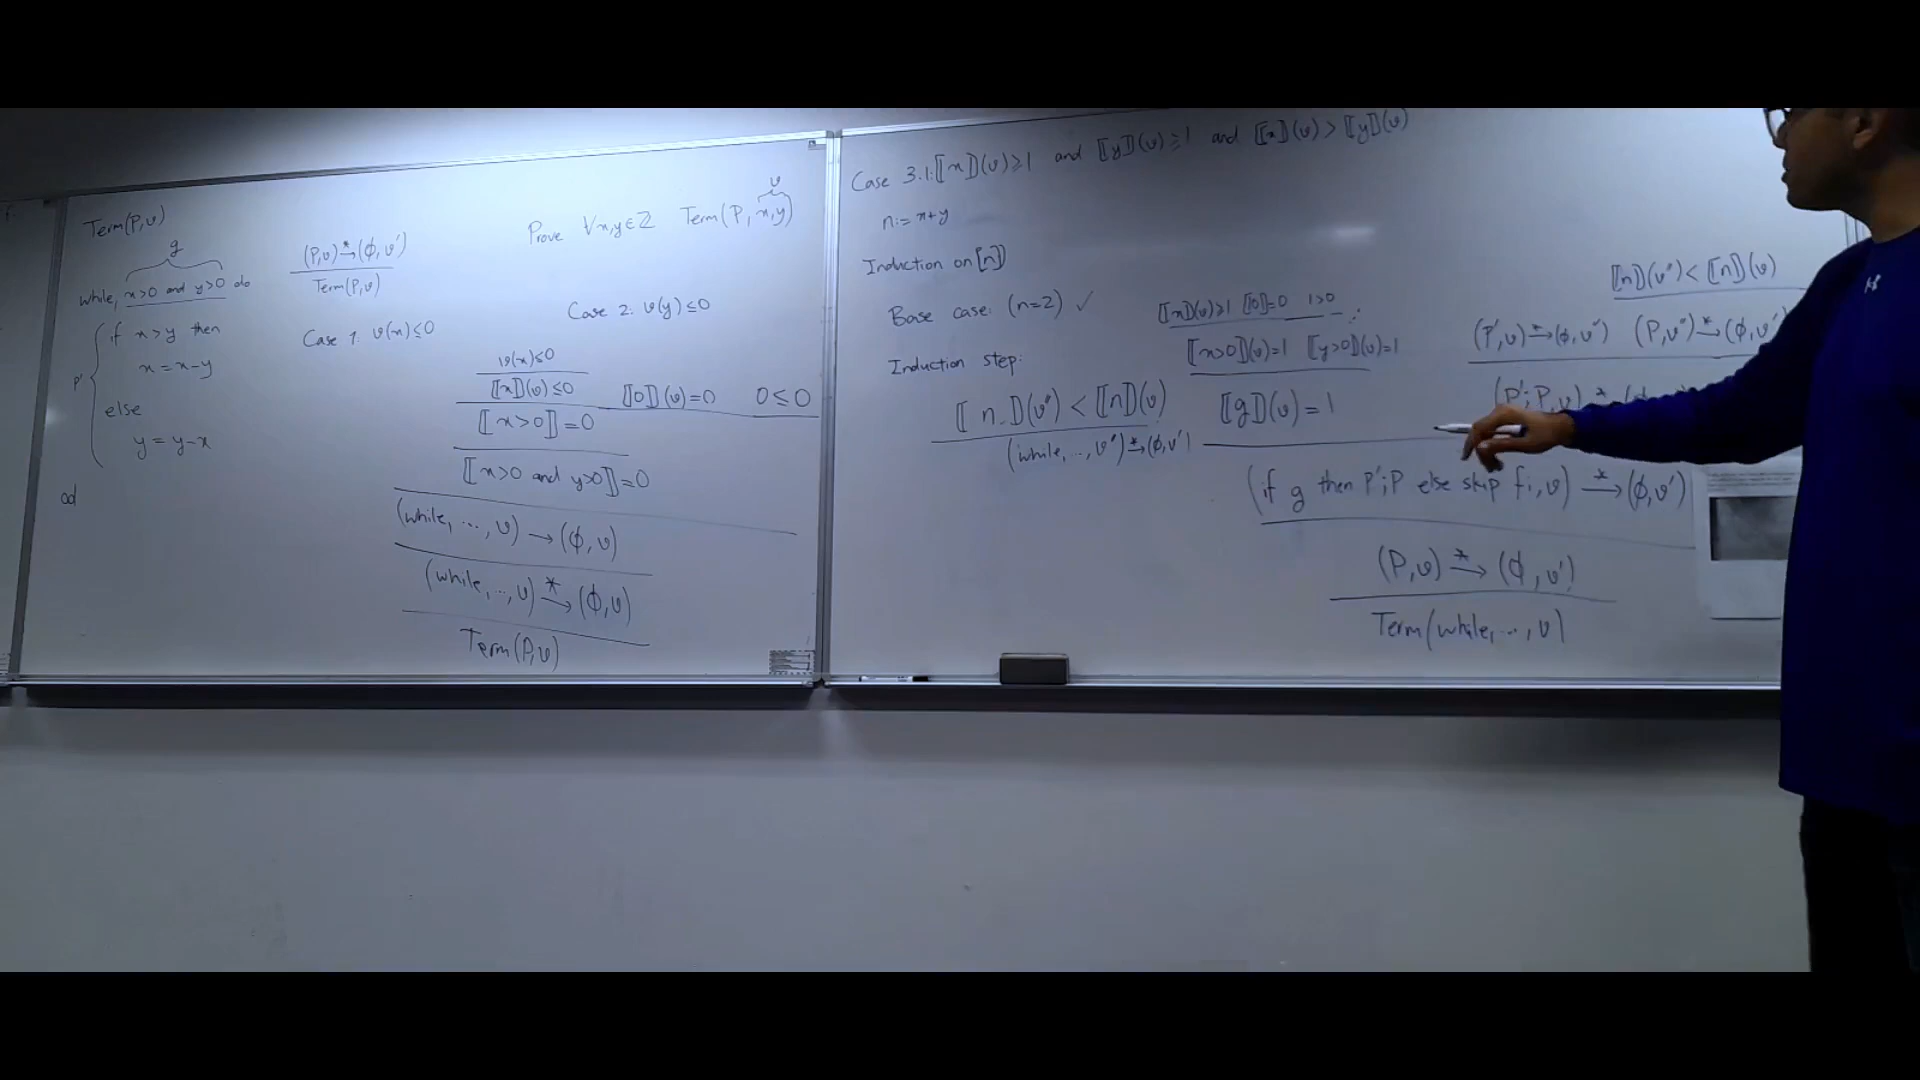 Term(P,υ)
g
while, x>0 and y>0 do
P'
if x>y then
x = x-y
else
y = y-x
od
(P,υ) →* (ϕ,υ')
Term(P,υ)
Prove ∀x,y∈ℤ Term(P, x,y)
υ
Case 1: υ(x)≤0
Case 2: υ(y)≤0
υ(x)≤0
⟦x⟧(υ)≤0 ⟦0⟧(υ)=0 0≤0
⟦x>0⟧=0
⟦x>0 and y>0⟧=0
(while, ..., υ) → (ϕ,υ)
(while, ..., υ) →* (ϕ,υ)
Term(P,υ)
Case 3.1: ⟦x⟧(υ)≥1 and ⟦y⟧(υ)≥1 and ⟦x⟧(υ) > ⟦y⟧(υ)
n:= x+y
Induction on ⟦n⟧
Base case: (n=2) ✓
Induction step:
⟦n⟧(υ'') < ⟦n⟧(υ)
(while, ..., υ'') →* (ϕ,υ')
⟦x⟧(υ)≥1 ⟦0⟧=0 1>0
⟦x>0⟧(υ)=1 ⟦y>0⟧(υ)=1
⟦g⟧(υ)=1
⟦n⟧(υ'') < ⟦n⟧(υ)
(P',υ) →* (ϕ,υ'') (P,υ'') →* (ϕ,υ')
(P';P,υ) →*
(if g then P';P else skip fi, υ) →* (ϕ,υ')
(P,υ) →* (ϕ,υ')
Term(while, ..., υ)